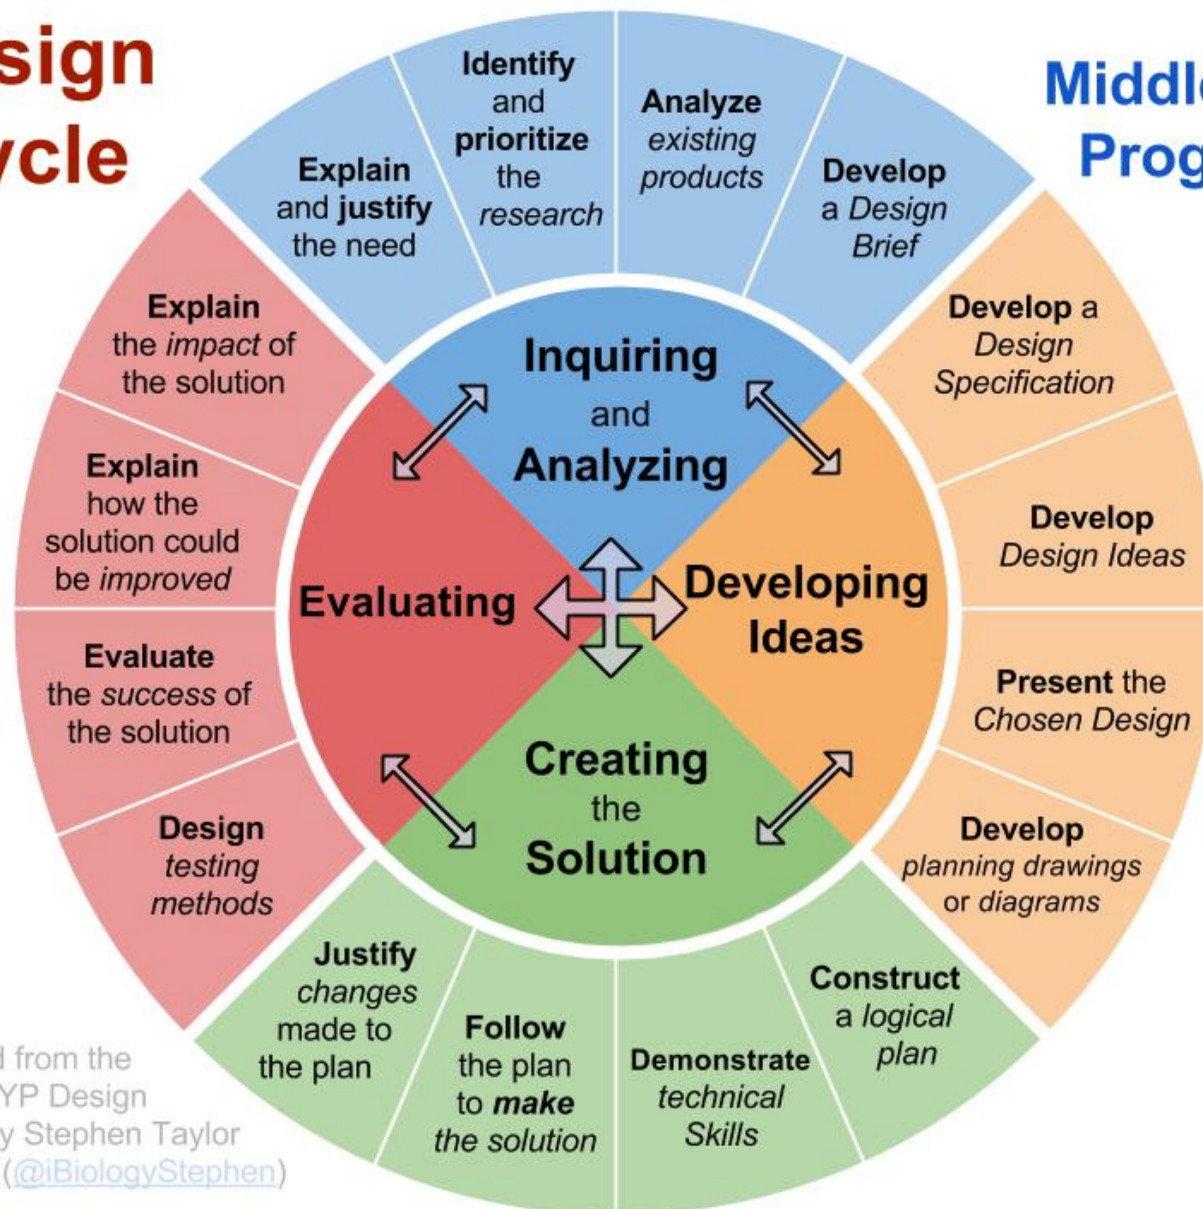 sign
ycle
Middle
Prog
Explain
and justify
the need
Identify
and
prioritize
the
research
Analyze
existing
products
Develop
a Design
Brief
Develop a
Design
Specification
Develop
Design Ideas
Present the
Chosen Design
Develop
planning drawings
or diagrams
Construct
a logical
plan
Demonstrate
technical
Skills
Follow
the plan
to make
the solution
Justify
changes
made to
the plan
Design
testing
methods
Evaluate
the success of
the solution
Explain
how the
solution could
be improved
Explain
the impact of
the solution
Inquiring
and
Analyzing
Developing
Ideas
Creating
the
Solution
Evaluating
d from the
YP Design
y Stephen Taylor
(@iBiologyStephen)